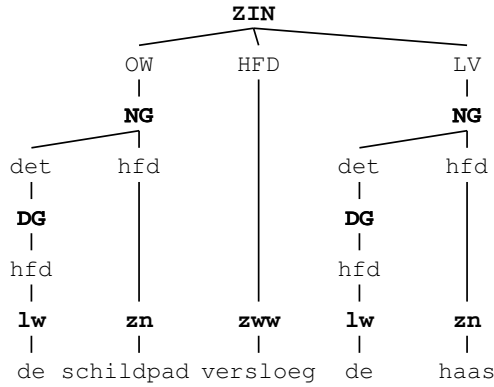 ZIN
OW HFD LV
NG NG
det hfd det hfd
DG DG
hfd hfd
lw zn zww lw zn
de schildpad versloeg de haas